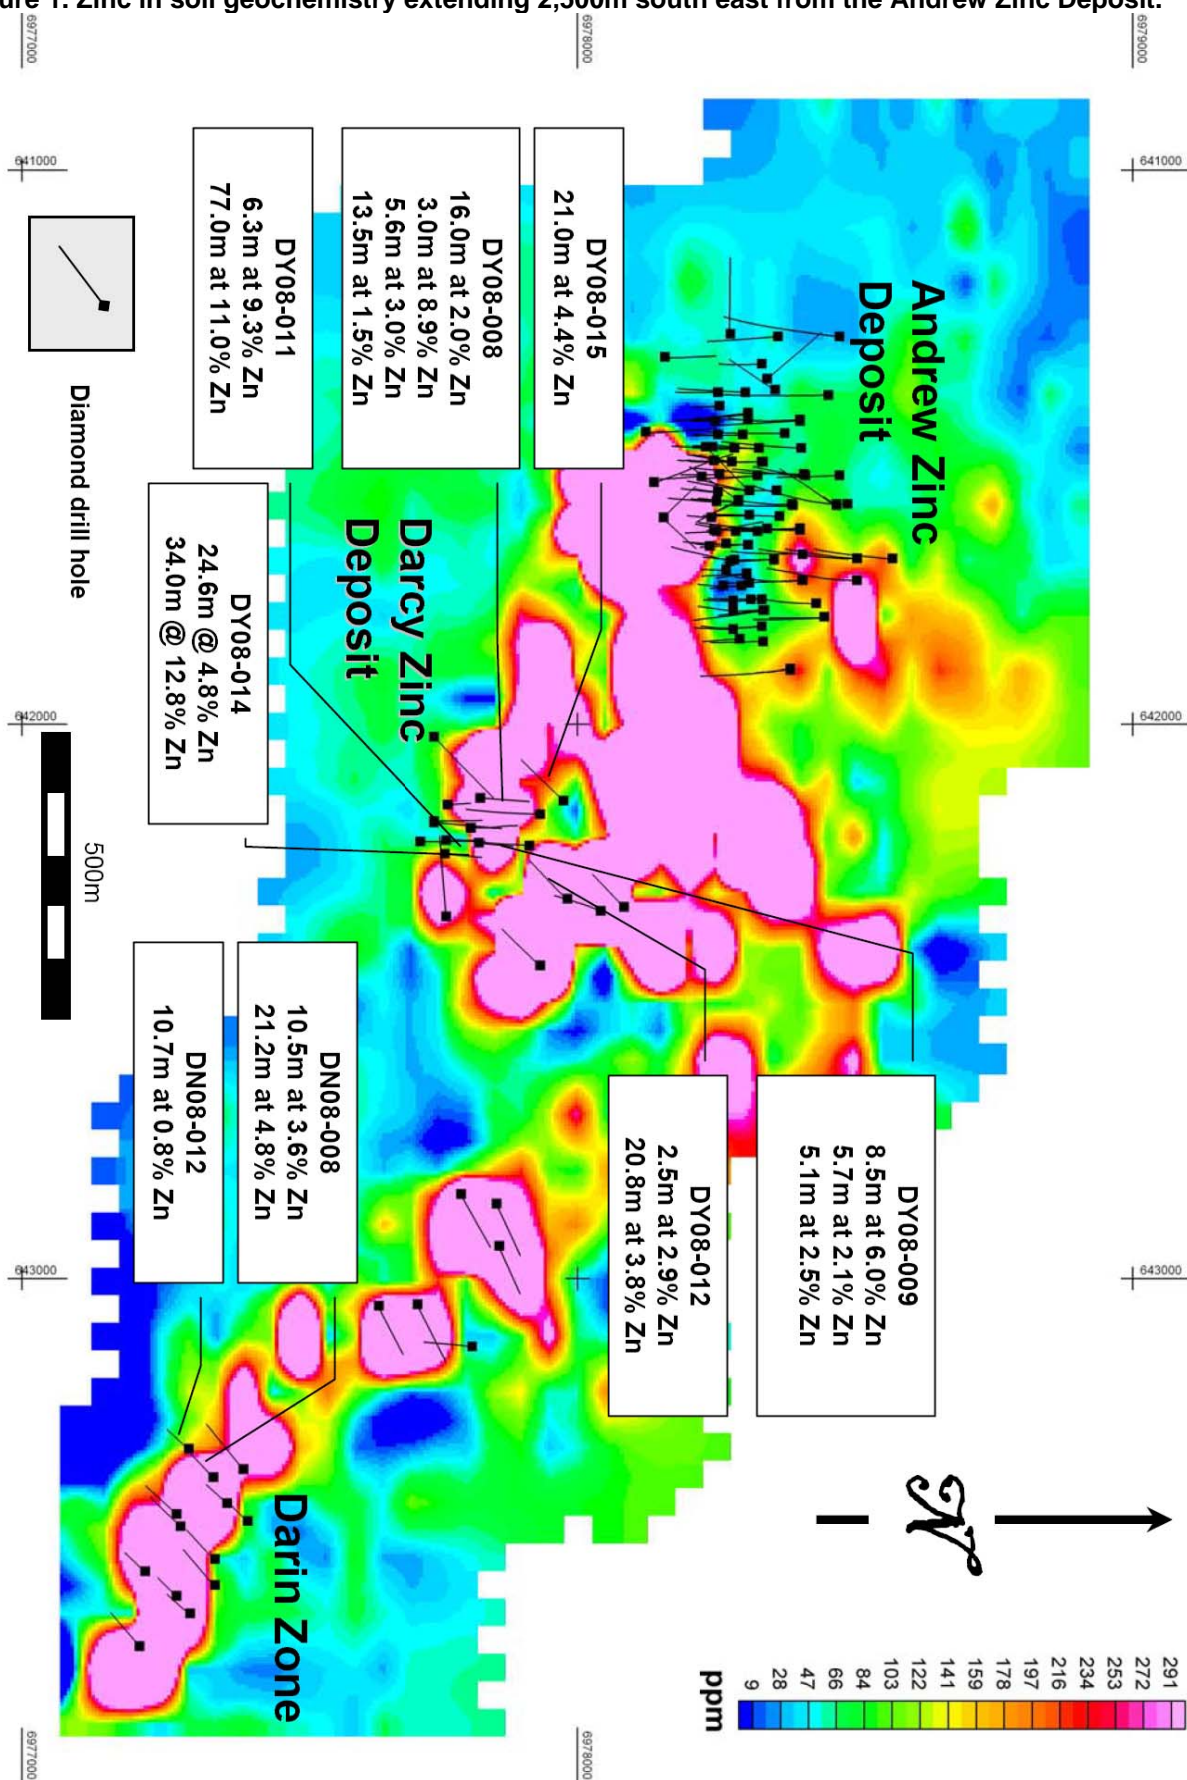 ure 1: Zinc in soil geochemistry extending 2,500m south east from the Andrew Zinc Deposit.
6977000
6978000
6979000
641000
641000
Andrew Zinc
Deposit
DY08-015
21.0m at 4.4% Zn
DY08-008
16.0m at 2.0% Zn
3.0m at 8.9% Zn
5.6m at 3.0% Zn
13.5m at 1.5% Zn
DY08-011
6.3m at 9.3% Zn
77.0m at 11.0% Zn
Diamond drill hole
Darcy Zinc
Deposit
DY08-014
24.6m @ 4.8% Zn
34.0m @ 12.8% Zn
642000
642000
500m
DY08-009
8.5m at 6.0% Zn
5.7m at 2.1% Zn
5.1m at 2.5% Zn
DY08-012
2.5m at 2.9% Zn
20.8m at 3.8% Zn
DN08-008
10.5m at 3.6% Zn
21.2m at 4.8% Zn
DN08-012
10.7m at 0.8% Zn
643000
643000
N
Darin Zone
291
272
253
234
216
197
178
159
141
122
103
84
66
47
28
9
ppm
6977000
6978000